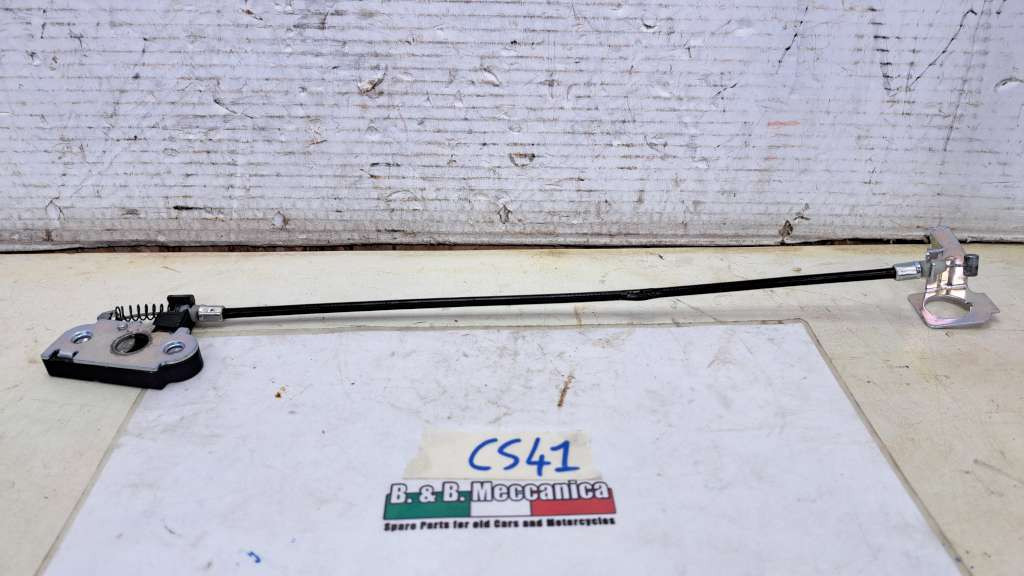 CS41
B. & B. Meccanica
Spare Parts for old Cars and Motorcycles